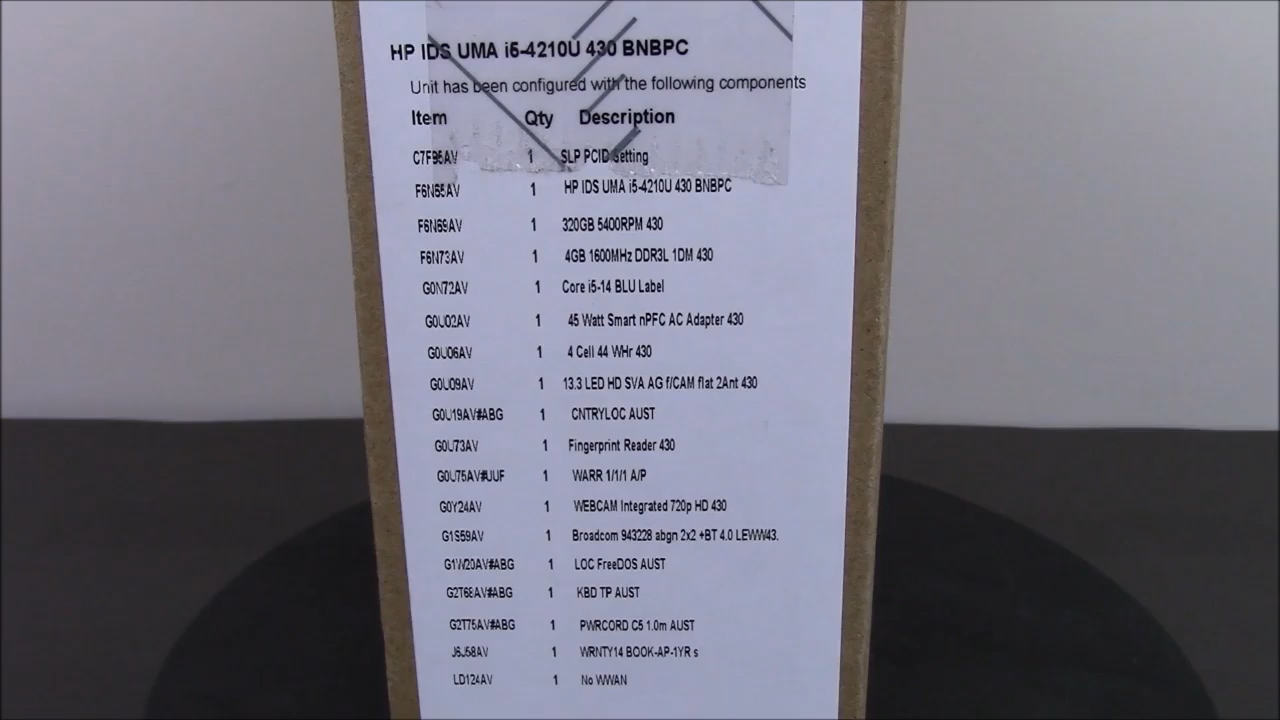 HP IDS UMA i5-4210U 430 BNBPC
Unit has been configured with the following components
Item Qty Description
C7F95AV 1 SLP PCID Setting
F6N65AV 1 HP IDS UMA i5-4210U 430 BNBPC
F6N69AV 1 320GB 5400RPM 430
F6N73AV 1 4GB 1600MHz DDR3L 1DM 430
G0N72AV 1 Core i5-14 BLU Label
G0U02AV 1 45 Watt Smart nPFC AC Adapter 430
G0U06AV 1 4 Cell 44 WHr 430
G0U09AV 1 13.3 LED HD SVA AG f/CAM flat 2Ant 430
G0U19AV#ABG 1 CNTRYLOC AUST
G0U73AV 1 Fingerprint Reader 430
G0U75AV#UUF 1 WARR 1/1/1 A/P
G0Y24AV 1 WEBCAM Integrated 720p HD 430
G1S59AV 1 Broadcom 943228 abgn 2x2 +BT 4.0 LEWW43.
G1W20AV#ABG 1 LOC FreeDOS AUST
G2T68AV#ABG 1 KBD TP AUST
G2T75AV#ABG 1 PWRCORD C5 1.0m AUST
J6J58AV 1 WRNTY14 BOOK-AP-1YR s
LD124AV 1 No WWAN